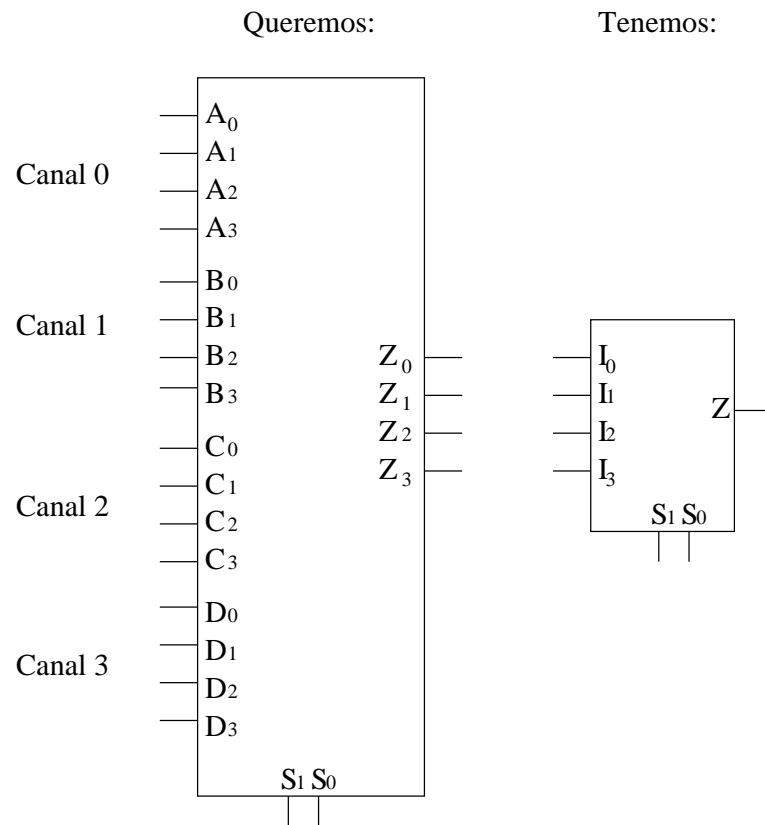 Queremos:
Tenemos:
Canal 0
A0
A1
A2
A3
Canal 1
B0
B1
B2
B3
Canal 2
C0
C1
C2
C3
Canal 3
D0
D1
D2
D3
Z0
Z1
Z2
Z3
S1 S0
I0
I1
I2
I3
Z
S1 S0